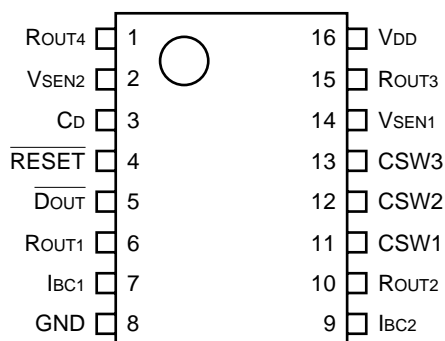 ROUT4 1 16 VDD
VSEN2 2 15 ROUT3
CD 3 14 VSEN1
RESET 4 13 CSW3
DOUT 5 12 CSW2
ROUT1 6 11 CSW1
IBC1 7 10 ROUT2
GND 8 9 IBC2